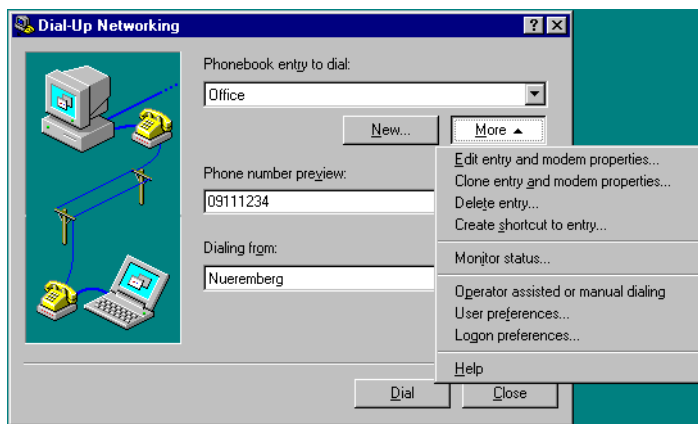 Dial-Up Networking
Phonebook entry to dial:
Office
New...
More
Edit entry and modem properties...
Clone entry and modem properties...
Delete entry...
Create shortcut to entry...
Monitor status...
Operator assisted or manual dialing
User preferences...
Logon preferences...
Help
Phone number preview:
09111234
Dialing from:
Nueremberg
Dial
Close